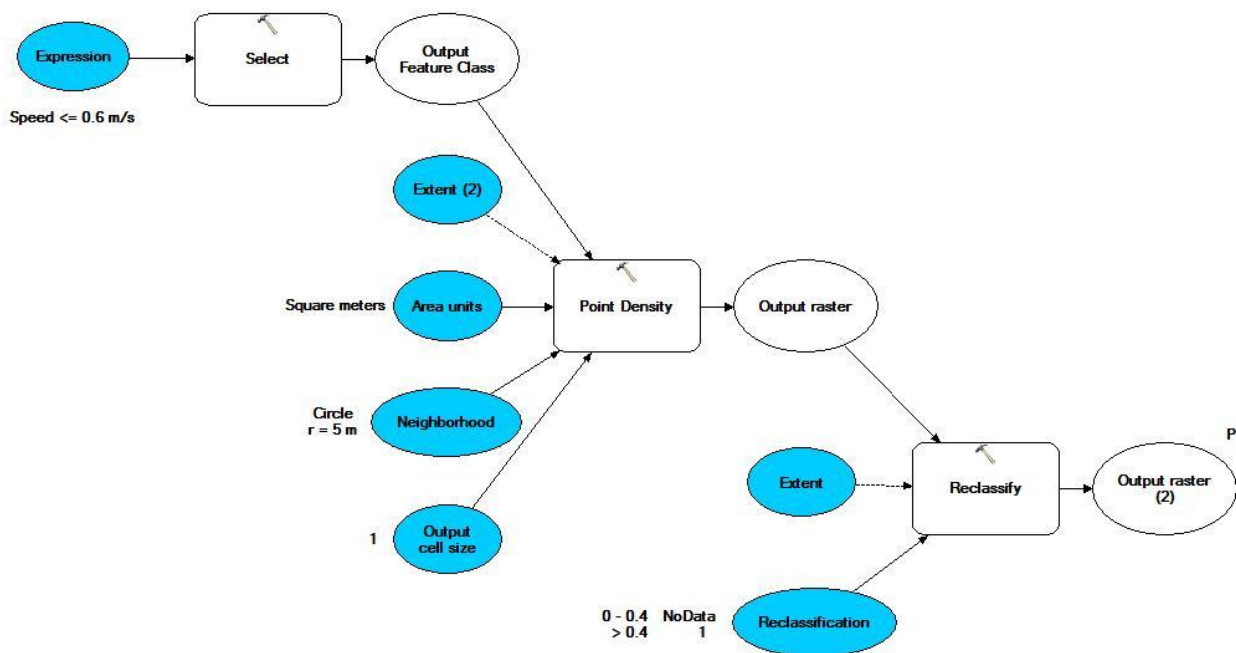 Expression
Select
Output
Feature Class
Speed <= 0.6 m/s
Extent (2)
Square meters
Area units
Point Density
Output raster
Circle
r = 5 m
Neighborhood
P
Extent
Reclassify
Output raster
(2)
1
Output
cell size
0 - 0.4 NoData
> 0.4 1
Reclassification